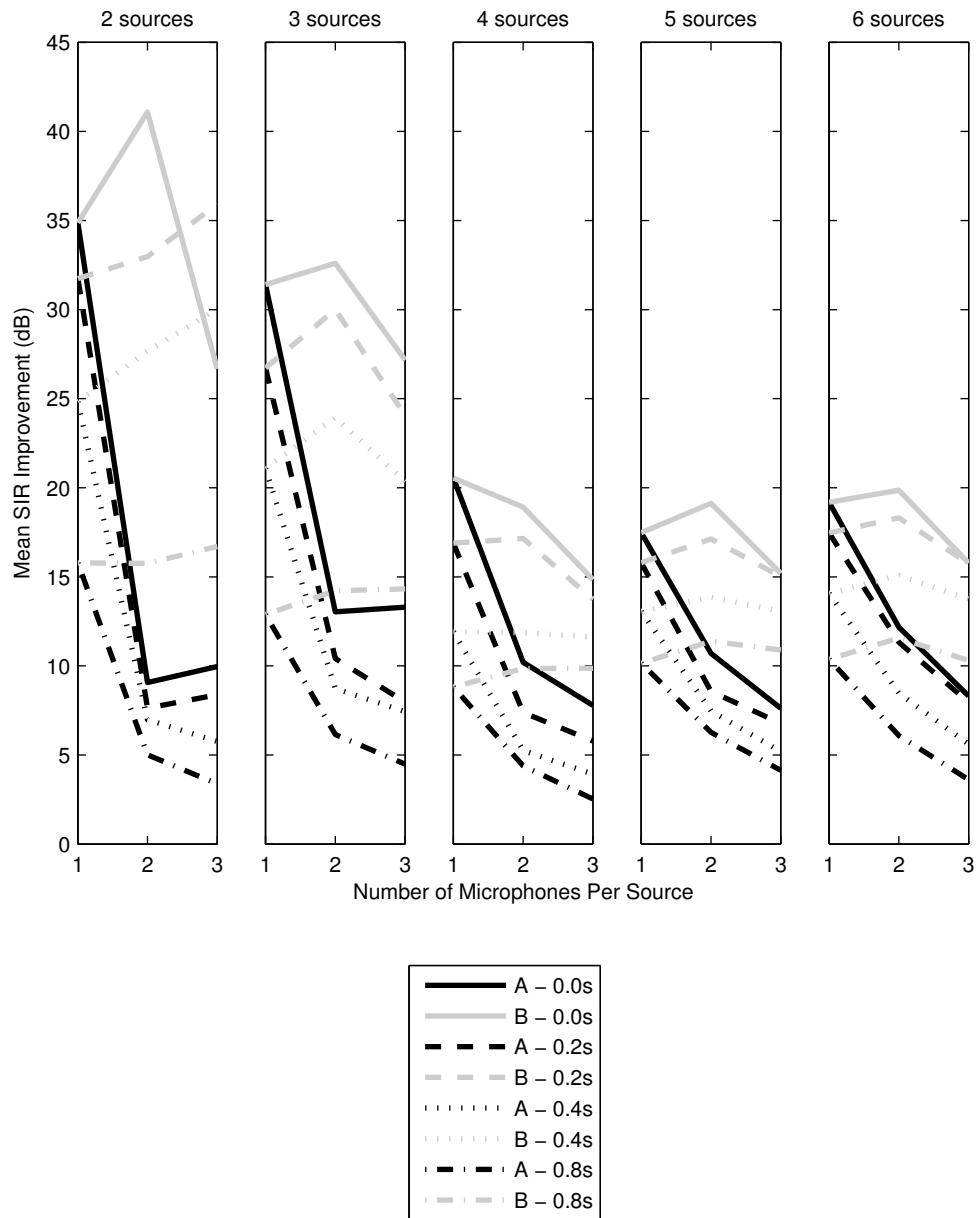 2 sources
3 sources
4 sources
5 sources
6 sources
45
40
35
30
25
20
15
10
5
0
Mean SIR Improvement (dB)
1 2 3
1 2 3
1 2 3
1 2 3
1 2 3
Number of Microphones Per Source
A − 0.0s
B − 0.0s
A − 0.2s
B − 0.2s
A − 0.4s
B − 0.4s
A − 0.8s
B − 0.8s